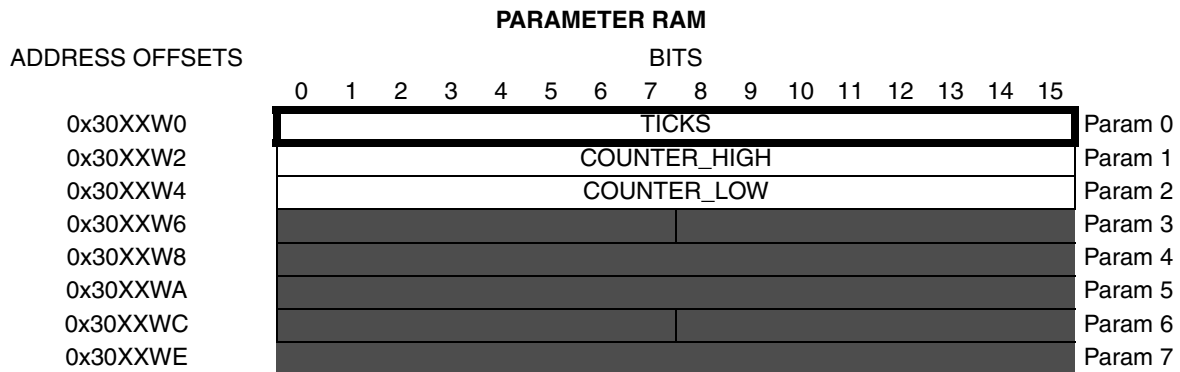 PARAMETER RAM
ADDRESS OFFSETS BITS
0 1 2 3 4 5 6 7 8 9 10 11 12 13 14 15
0x30XXW0 TICKS Param 0
0x30XXW2 COUNTER_HIGH Param 1
0x30XXW4 COUNTER_LOW Param 2
0x30XXW6 Param 3
0x30XXW8 Param 4
0x30XXWA Param 5
0x30XXWC Param 6
0x30XXWE Param 7